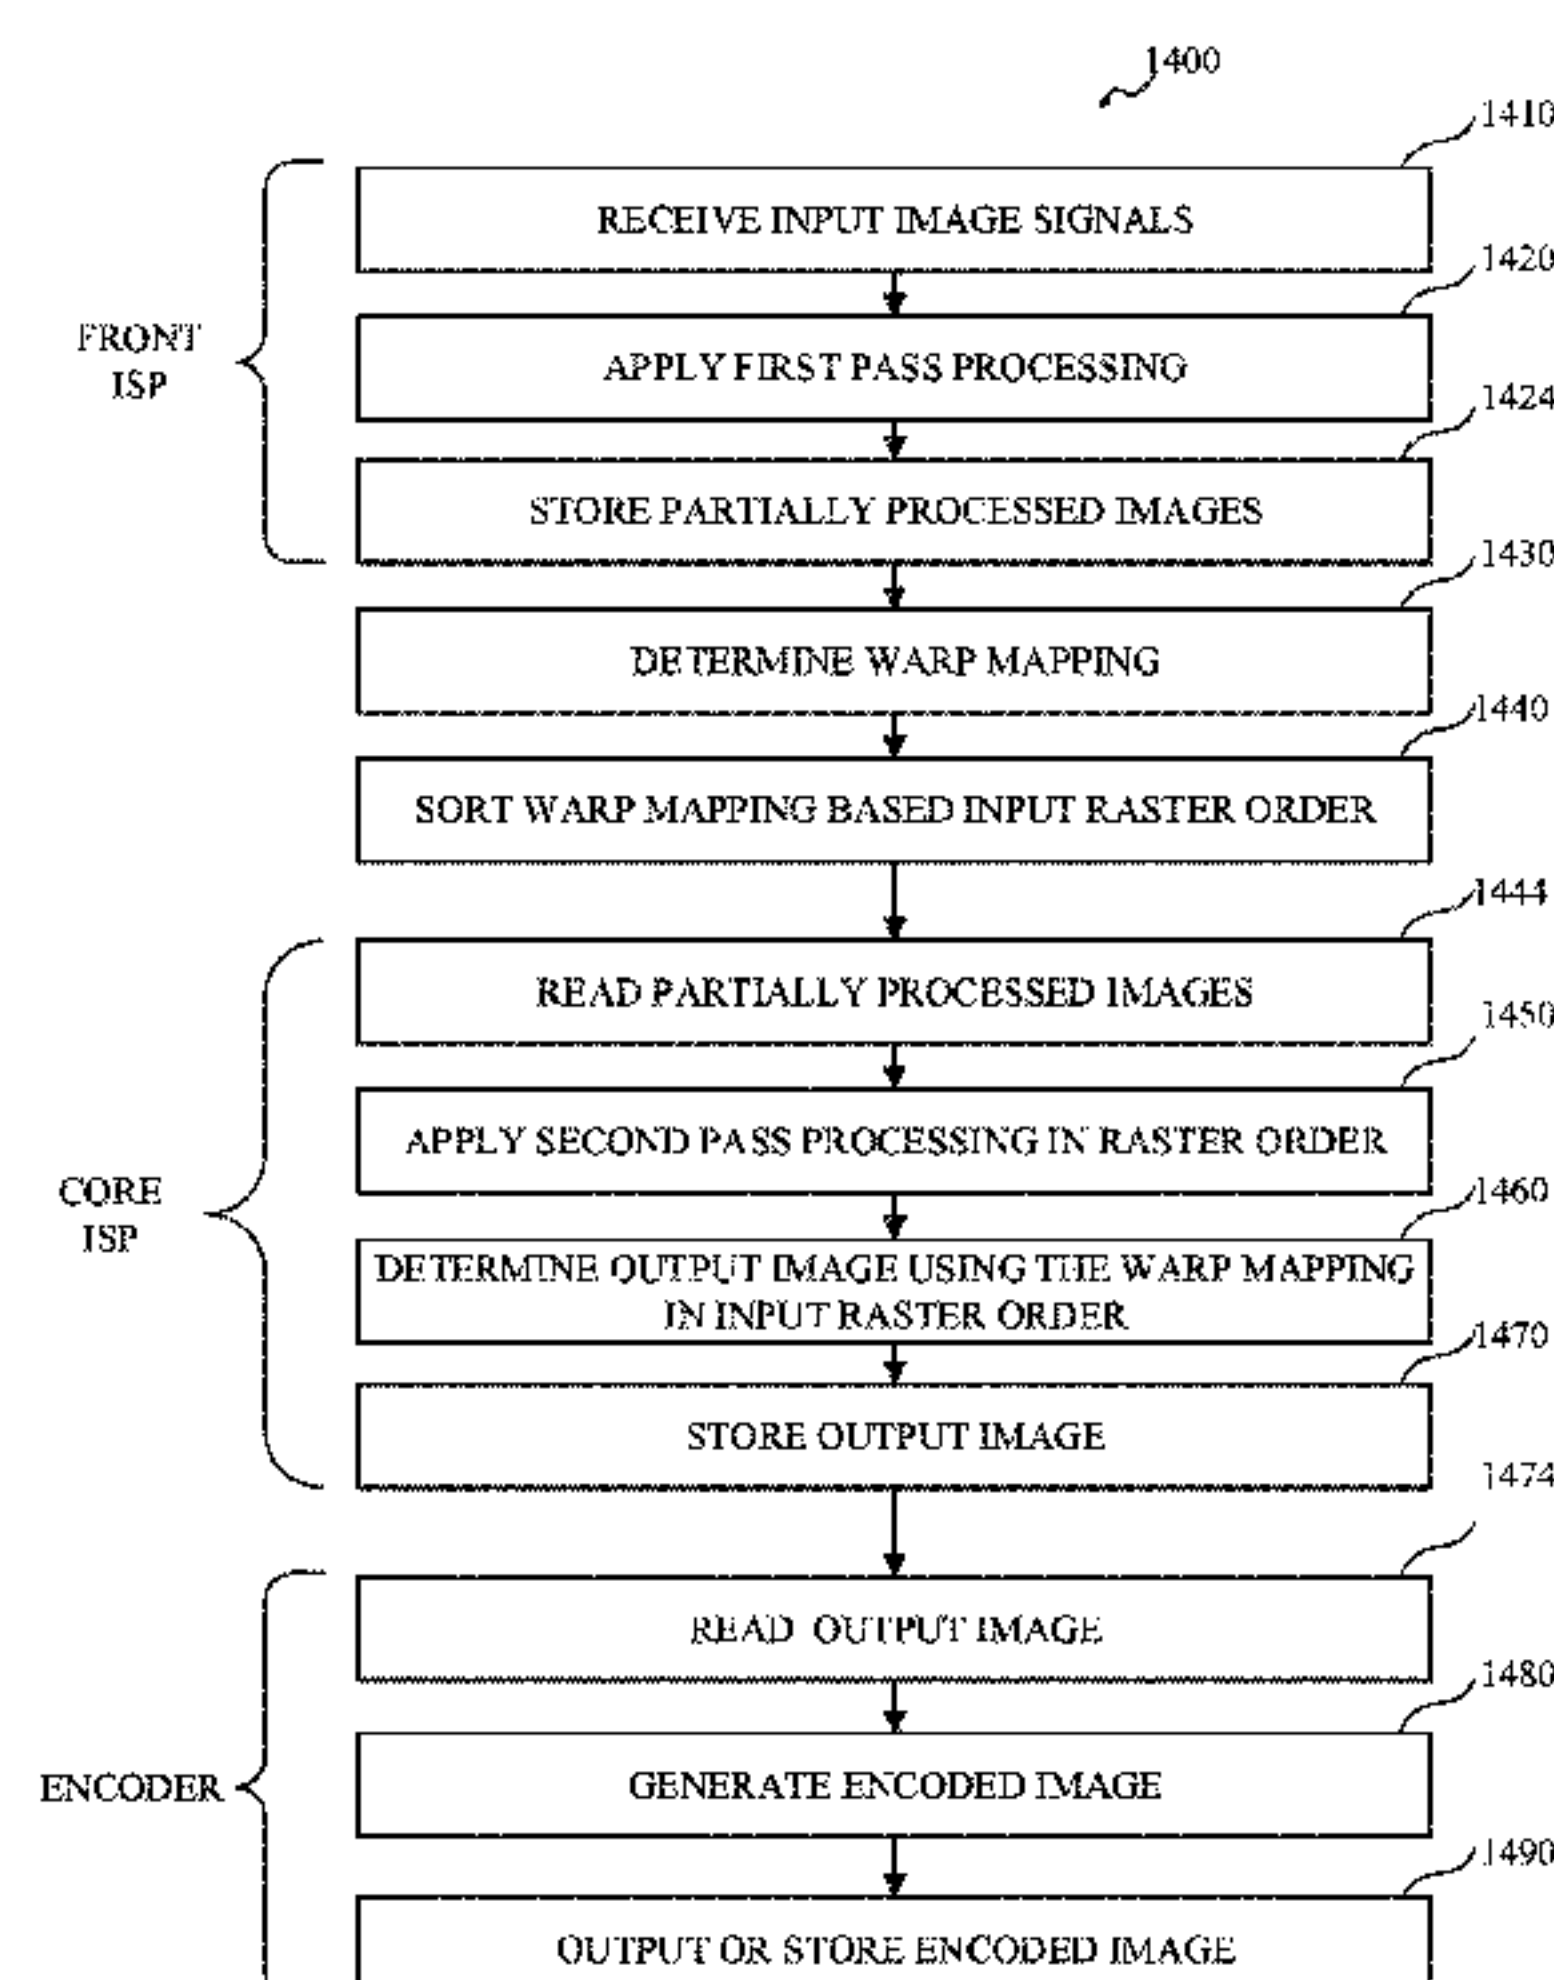 1400
1410
RECEIVE INPUT IMAGE SIGNALS
1420
FRONT
ISP
APPLY FIRST PASS PROCESSING
1424
STORE PARTIALLY PROCESSED IMAGES
1430
DETERMINE WARP MAPPING
1440
SORT WARP MAPPING BASED INPUT RASTER ORDER
1444
READ PARTIALLY PROCESSED IMAGES
1450
APPLY SECOND PASS PROCESSING IN RASTER ORDER
CORE
ISP
1460
DETERMINE OUTPUT IMAGE USING THE WARP MAPPING
IN INPUT RASTER ORDER
1470
STORE OUTPUT IMAGE
1474
READ OUTPUT IMAGE
1480
ENCODER
GENERATE ENCODED IMAGE
1490
OUTPUT OR STORE ENCODED IMAGE